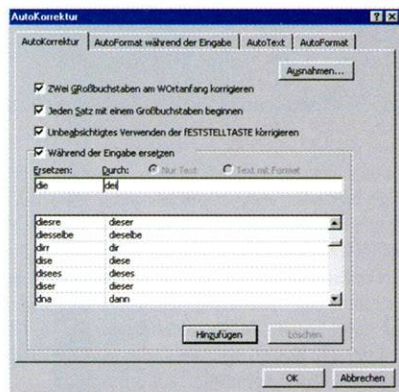 AutoKorrektur
AutoKorrektur AutoFormat während der Eingabe AutoText AutoFormat
Ausnahmen...
ZWei GRoßbuchstaben am WOrtanfang korrigieren
Jeden Satz mit einem Großbuchstaben beginnen
Unbeabsichtigtes Verwenden der fESTSTELLTASTE korrigieren
Während der Eingabe ersetzen
Ersetzen: Durch: Nur Text Text mit Format
die dei
diesre dieser
diesselbe dieselbe
dirr dir
dise diese
disees dieses
diser dieser
dna dann
Hinzufügen Löschen
OK Abbrechen